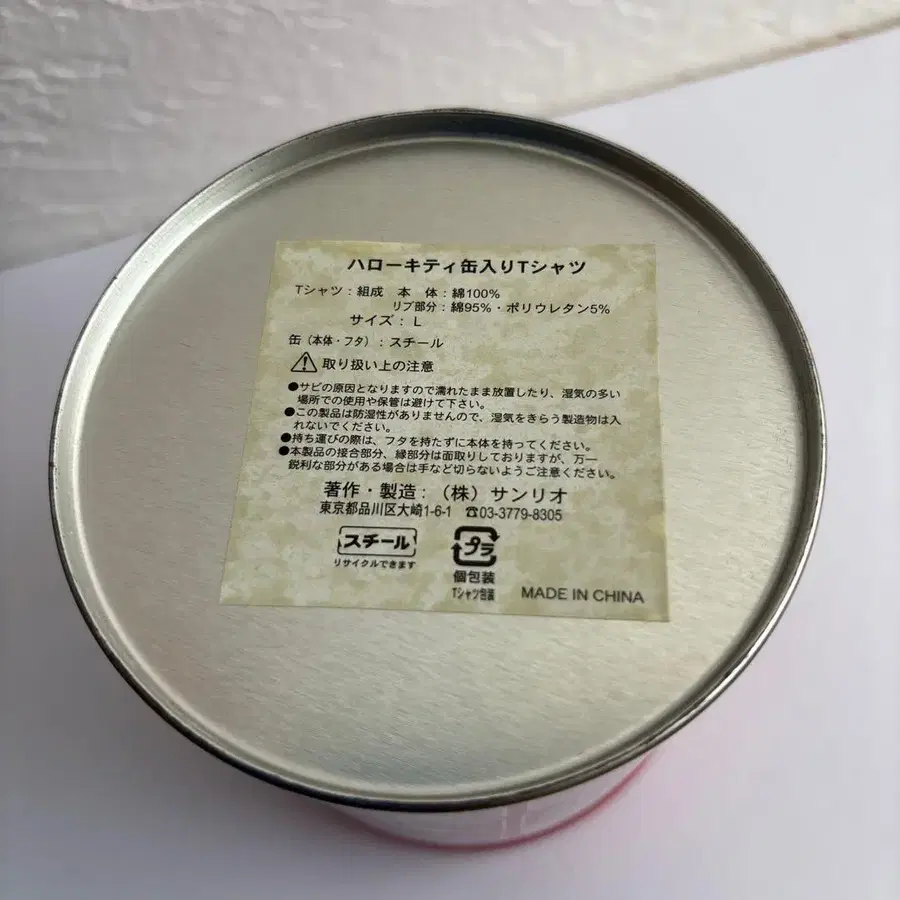 ハローキティ缶入りTシャツ
Tシャツ：組成　本　体：綿100%
リブ部分：綿95%・ポリウレタン5%
サイズ：L
缶（本体・フタ）：スチール
取り扱い上の注意
●サビの原因となりますので濡れたまま放置したり、湿気の多い
場所での使用や保管は避けて下さい。
●この製品は防湿性がありませんので、湿気をきらう製造物は入
れないでください。
●持ち運びの際は、フタを持たずに本体を持ってください。
●本製品の接合部分、縁部分は面取りしておりますが、万一
鋭利な部分がある場合は手など切らないようご注意ください。
著作・製造：（株）サンリオ
東京都品川区大崎1-6-1　☎03-3779-8305
スチール　プラ
リサイクルできます　個包装
Tシャツ包装　MADE IN CHINA